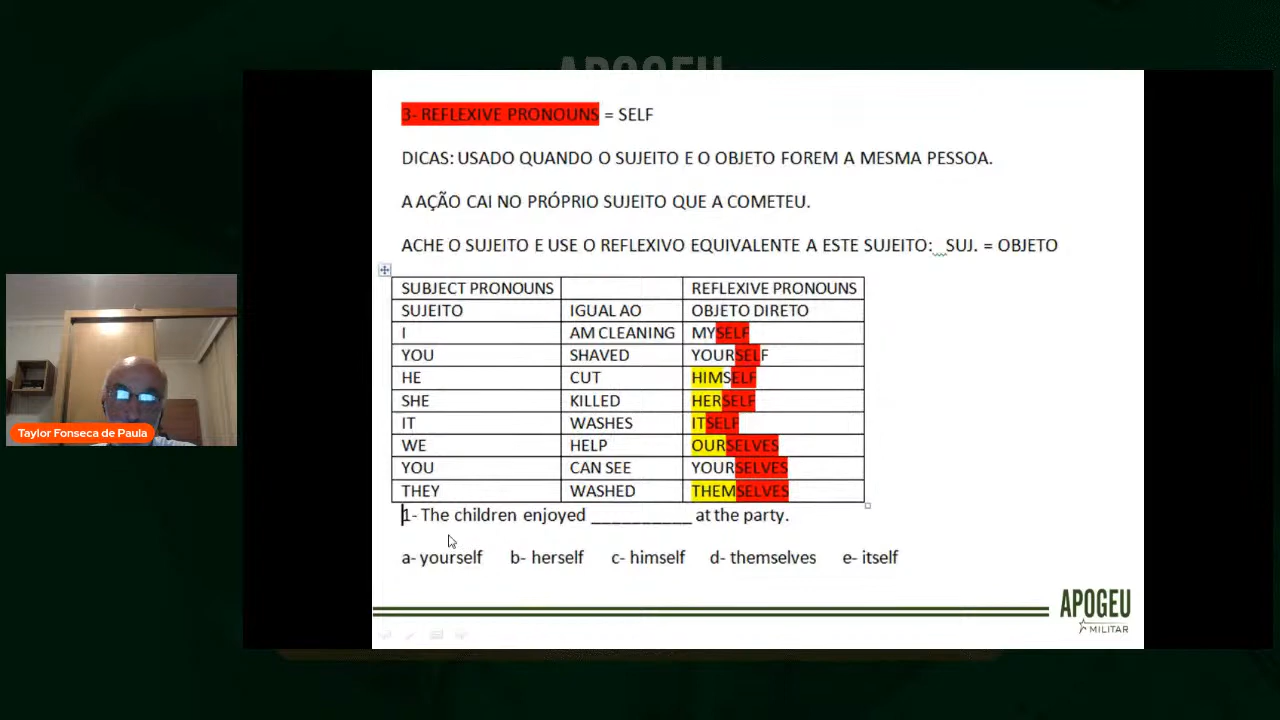 APOGEU
3- REFLEXIVE PRONOUNS = SELF
DICAS: USADO QUANDO O SUJEITO E O OBJETO FOREM A MESMA PESSOA.
A AÇÃO CAI NO PRÓPRIO SUJEITO QUE A COMETEU.
ACHE O SUJEITO E USE O REFLEXIVO EQUIVALENTE A ESTE SUJEITO: SUJ. = OBJETO
SUBJECT PRONOUNS REFLEXIVE PRONOUNS
SUJEITO IGUAL AO OBJETO DIRETO
I AM CLEANING MYSELF
YOU SHAVED YOURSELF
HE CUT HIMSELF
SHE KILLED HERSELF
IT WASHES ITSELF
WE HELP OURSELVES
YOU CAN SEE YOURSELVES
THEY WASHED THEMSELVES
1- The children enjoyed __________ at the party.
a- yourself b- herself c- himself d- themselves e- itself
Taylor Fonseca de Paula
APOGEU
MILITAR